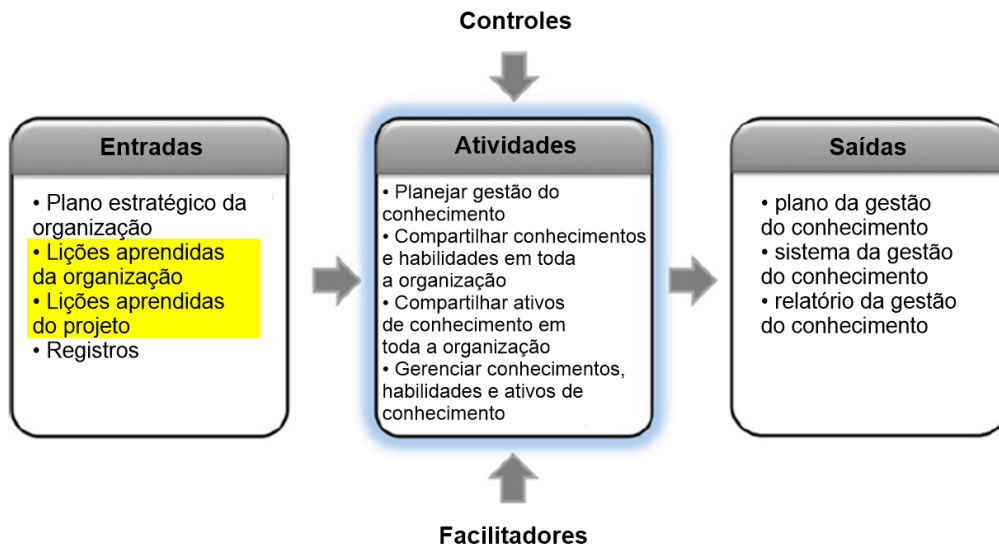 Controles
Entradas
• Plano estratégico da
organização
• Lições aprendidas
da organização
• Lições aprendidas
do projeto
• Registros
Atividades
• Planejar gestão do
conhecimento
• Compartilhar conhecimentos
e habilidades em toda
a organização
• Compartilhar ativos
de conhecimento em
toda a organização
• Gerenciar conhecimentos,
habilidades e ativos de
conhecimento
Saídas
• plano da gestão
do conhecimento
• sistema da gestão
do conhecimento
• relatório da gestão
do conhecimento
Facilitadores